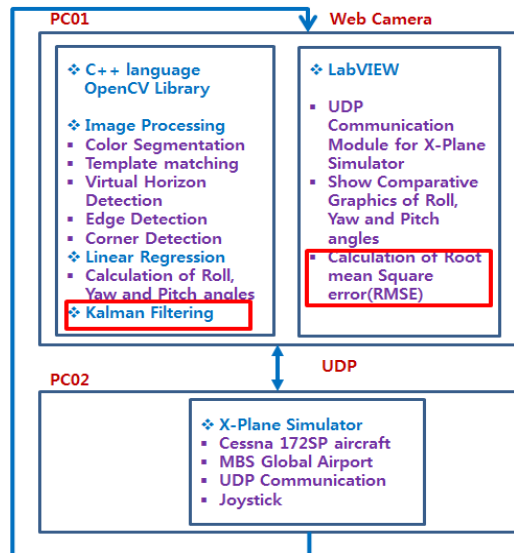 PC01
Web Camera
❖ C++ language
OpenCV Library
❖ Image Processing
▪ Color Segmentation
▪ Template matching
▪ Virtual Horizon
Detection
▪ Edge Detection
▪ Corner Detection
❖ Linear Regression
▪ Calculation of Roll,
Yaw and Pitch angles
❖ Kalman Filtering
❖ LabVIEW
▪ UDP
Communication
Module for X-Plane
Simulator
▪ Show Comparative
Graphics of Roll,
Yaw and Pitch
angles
▪ Calculation of Root
mean Square
error(RMSE)
UDP
PC02
❖ X-Plane Simulator
▪ Cessna 172SP aircraft
▪ MBS Global Airport
▪ UDP Communication
▪ Joystick